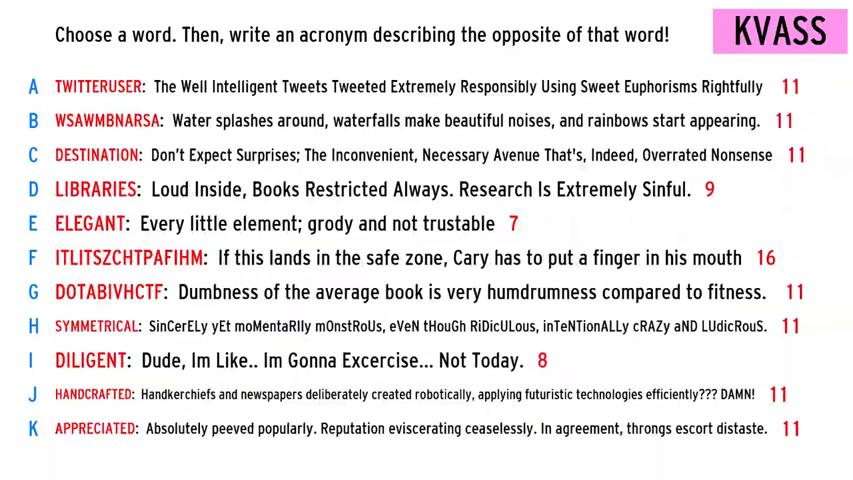 Choose a word. Then, write an acronym describing the opposite of that word!
KVASS
A TWITTERUSER: The Well Intelligent Tweets Tweeted Extremely Responsibly Using Sweet Euphorisms Rightfully 11
B WSAWMBNARSA: Water splashes around, waterfalls make beautiful noises, and rainbows start appearing. 11
C DESTINATION: Don't Expect Surprises; The Inconvenient, Necessary Avenue That's, Indeed, Overrated Nonsense 11
D LIBRARIES: Loud Inside, Books Restricted Always. Research Is Extremely Sinful. 9
E ELEGANT: Every little element; grody and not trustable 7
F ITLITSZCHTPAFIHM: If this lands in the safe zone, Cary has to put a finger in his mouth 16
G DOTABIVHCTF: Dumbness of the average book is very humdrumness compared to fitness. 11
H SYMMETRICAL: SinCerELy yEt moMentaRIly mOnstRoUs, eVeN tHouGh RiDicULous, inTeNTionALLy cRAZy aND LUdicRouS. 11
I DILIGENT: Dude, Im Like.. Im Gonna Excercise... Not Today. 8
J HANDCRAFTED: Handkerchiefs and newspapers deliberately created robotically, applying futuristic technologies efficiently??? DAMN! 11
K APPRECIATED: Absolutely peeved popularly. Reputation eviscerating ceaselessly. In agreement, throngs escort distaste. 11